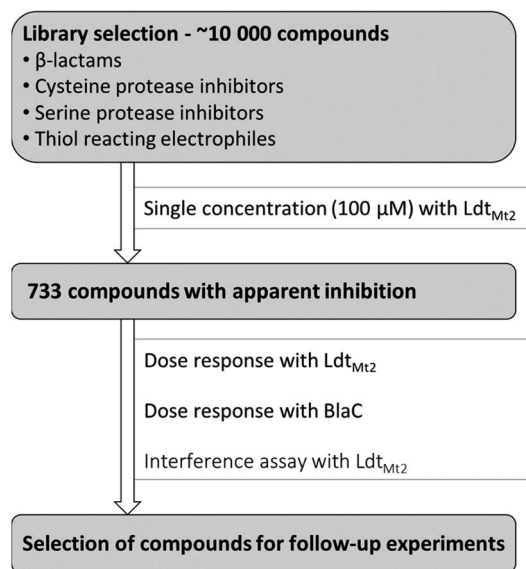 Library selection - ~10 000 compounds
• β-lactams
• Cysteine protease inhibitors
• Serine protease inhibitors
• Thiol reacting electrophiles
Single concentration (100 μM) with LdtMt2
733 compounds with apparent inhibition
Dose response with LdtMt2
Dose response with BlaC
Interference assay with LdtMt2
Selection of compounds for follow-up experiments